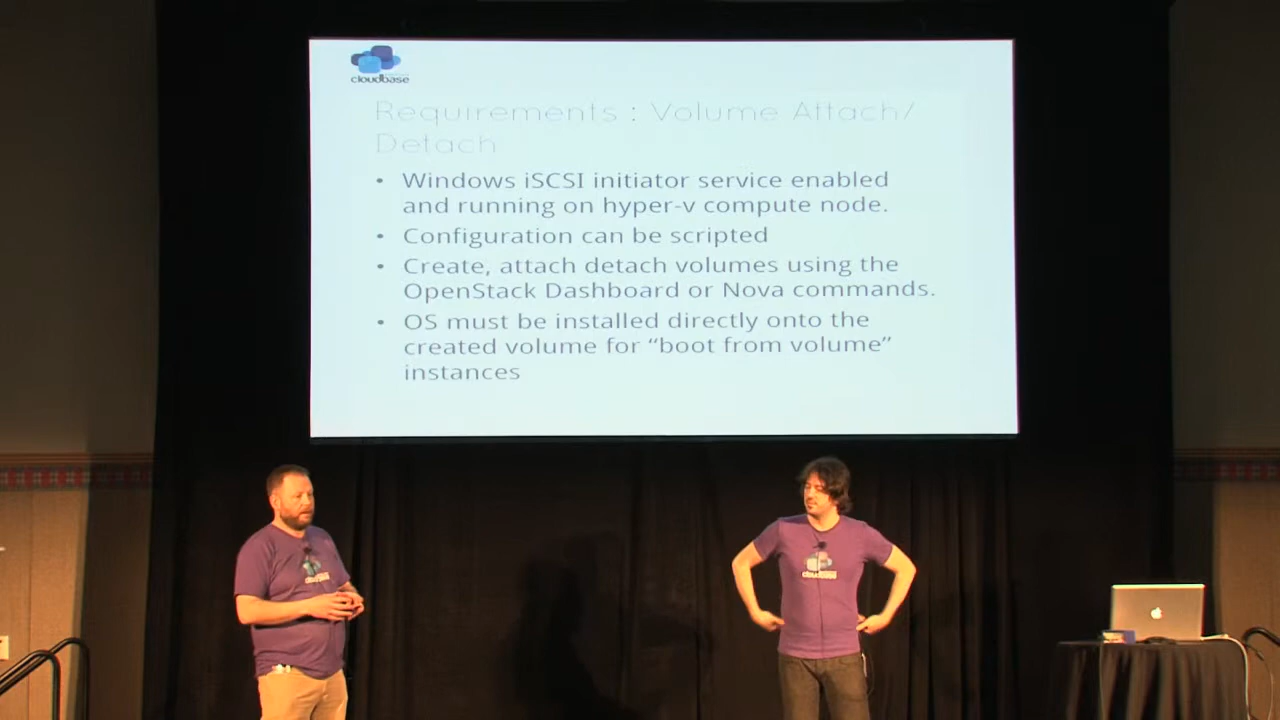 cloudbase
Requirements : Volume Attach/
Detach
• Windows iSCSI initiator service enabled
and running on hyper-v compute node.
• Configuration can be scripted
• Create, attach detach volumes using the
OpenStack Dashboard or Nova commands.
• OS must be installed directly onto the
created volume for “boot from volume”
instances
cloudbase